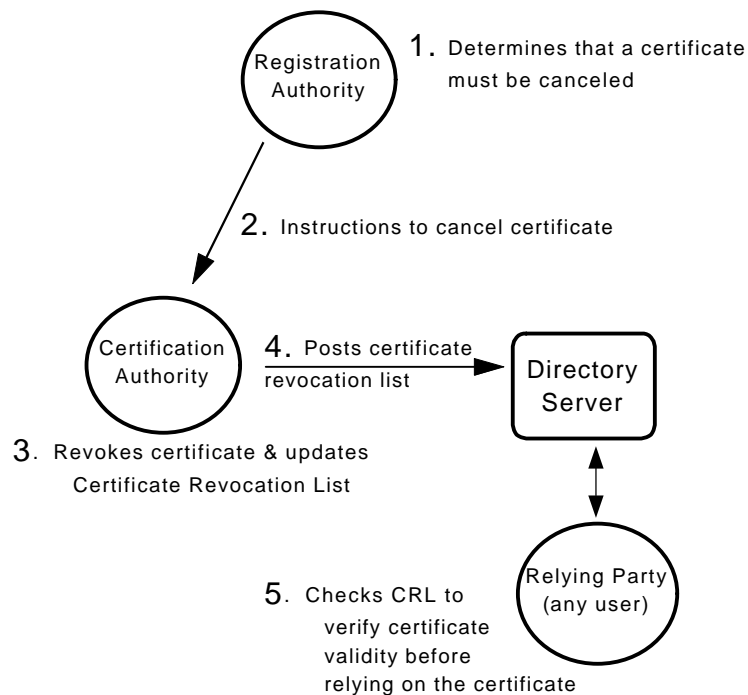 Registration
Authority
1. Determines that a certificate
must be canceled
2. Instructions to cancel certificate
Certification
Authority
4. Posts certificate
revocation list
Directory
Server
3. Revokes certificate & updates
Certificate Revocation List
Relying Party
(any user)
5. Checks CRL to
verify certificate
validity before
relying on the certificate